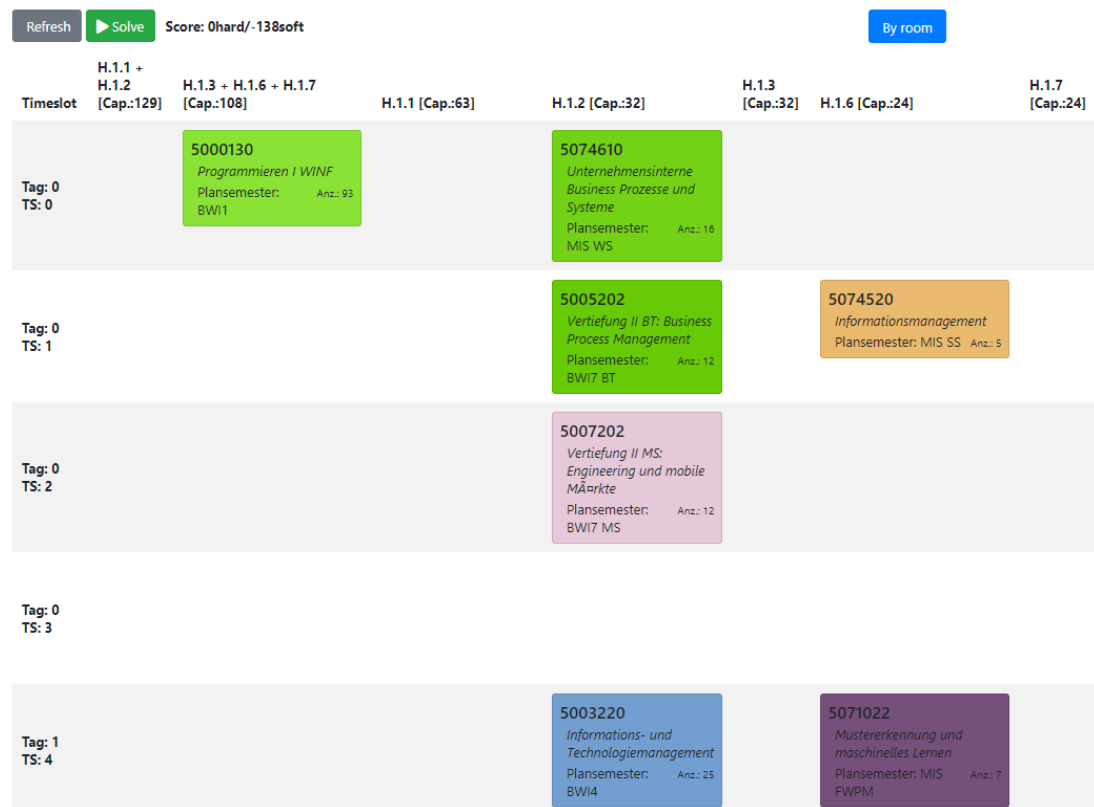 Refresh
Solve
Score: 0hard/-138soft
By room
Timeslot
H.1.1 +
H.1.2
[Cap.:129]
H.1.3 + H.1.6 + H.1.7
[Cap.:108]
H.1.1 [Cap.:63]
H.1.2 [Cap.:32]
H.1.3
[Cap.:32]
H.1.6 [Cap.:24]
H.1.7
[Cap.:24]
Tag: 0
TS: 0
5000130
Programmieren I WINF
Plansemester: Anz.: 93
BWI1
5074610
Unternehmensinterne
Business Prozesse und
Systeme
Plansemester: Anz.: 16
MIS WS
Tag: 0
TS: 1
5005202
Vertiefung II BT: Business
Process Management
Plansemester: Anz.: 12
BWI7 BT
5074520
Informationsmanagement
Plansemester: MIS SS Anz.: 5
Tag: 0
TS: 2
5007202
Vertiefung II MS:
Engineering und mobile
MÃ¤rkte
Plansemester: Anz.: 12
BWI7 MS
Tag: 0
TS: 3
Tag: 1
TS: 4
5003220
Informations- und
Technologiemanagement
Plansemester: Anz.: 25
BWI4
5071022
Mustererkennung und
maschinelles Lernen
Plansemester: MIS Anz.: 7
FWPM